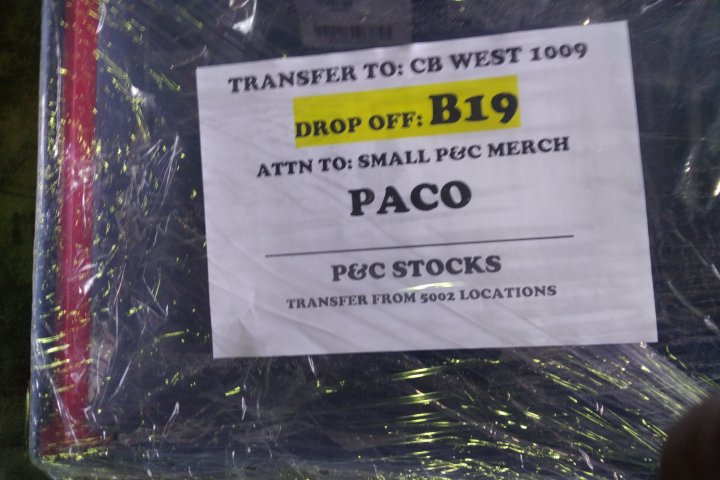 TRANSFER TO: CB WEST 1009
DROP OFF: B19
ATTN TO: SMALL P&C MERCH
PACO
P&C STOCKS
TRANSFER FROM 5002 LOCATIONS